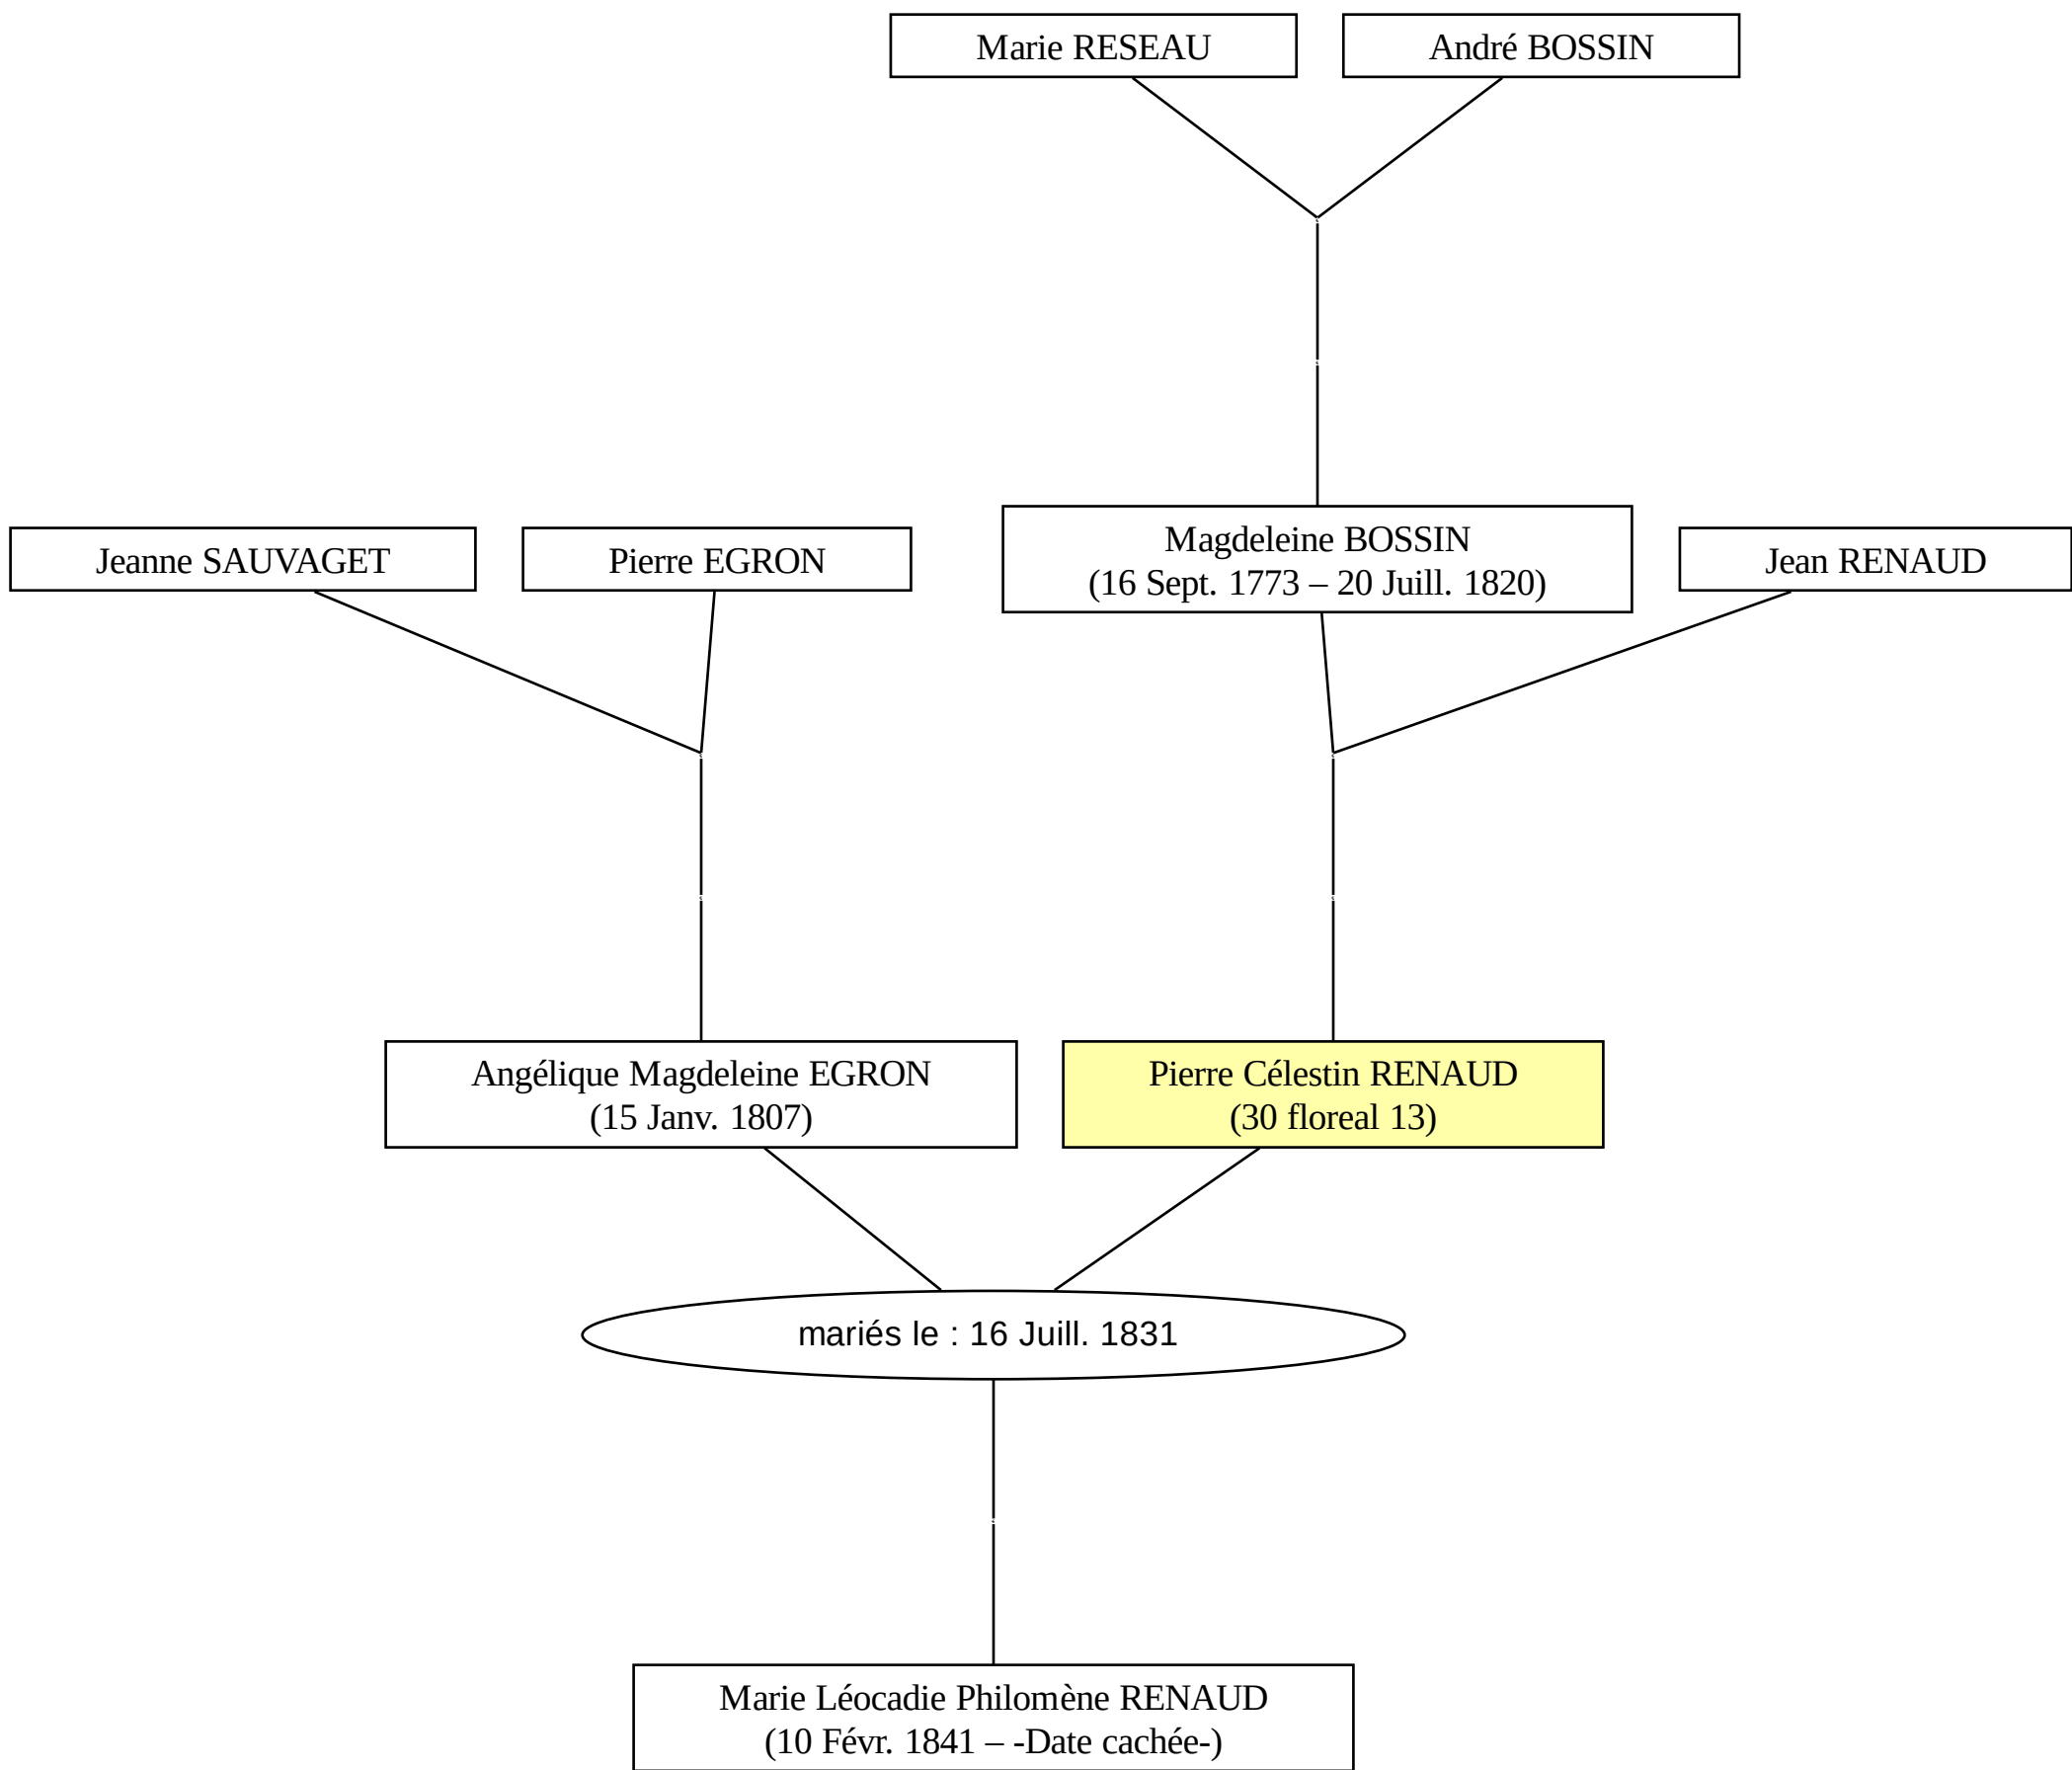 Marie RESEAU
André BOSSIN
Jeanne SAUVAGET
Pierre EGRON
Magdeleine BOSSIN
(16 Sept. 1773 – 20 Juill. 1820)
Jean RENAUD
Angélique Magdeleine EGRON
(15 Janv. 1807)
Pierre Célestin RENAUD
(30 floreal 13)
mariés le : 16 Juill. 1831
Marie Léocadie Philomène RENAUD
(10 Févr. 1841 – -Date cachée-)